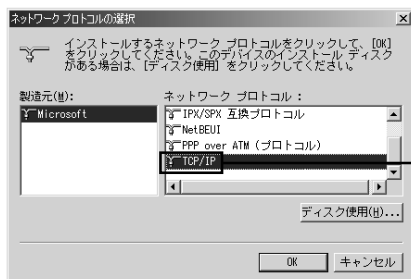 ネットワーク プロトコルの選択
インストールするネットワーク プロトコルをクリックして、[OK]
をクリックしてください。このデバイスのインストール ディスク
がある場合は、[ディスク使用] をクリックしてください。
製造元(M):
Microsoft
ネットワーク プロトコル :
IPX/SPX 互換プロトコル
NetBEUI
PPP over ATM (プロトコル)
TCP/IP
ディスク使用(H)...
OK
キャンセル